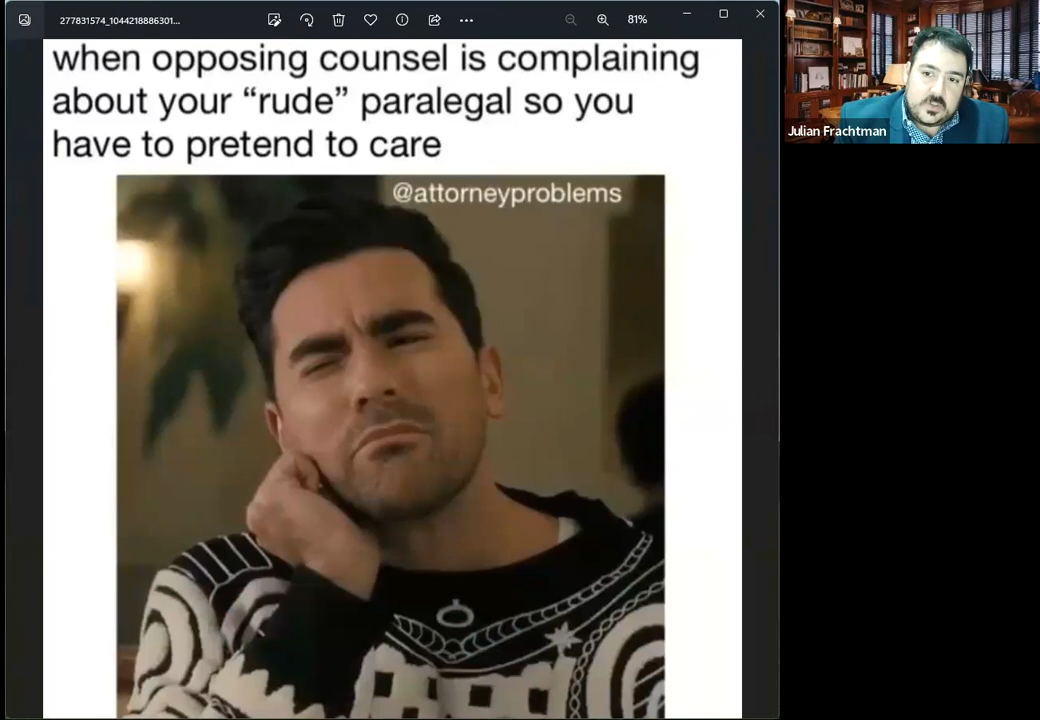 277831574_1044218886301...
81%
when opposing counsel is complaining
about your “rude” paralegal so you
have to pretend to care
@attorneyproblems
Julian Frachtman